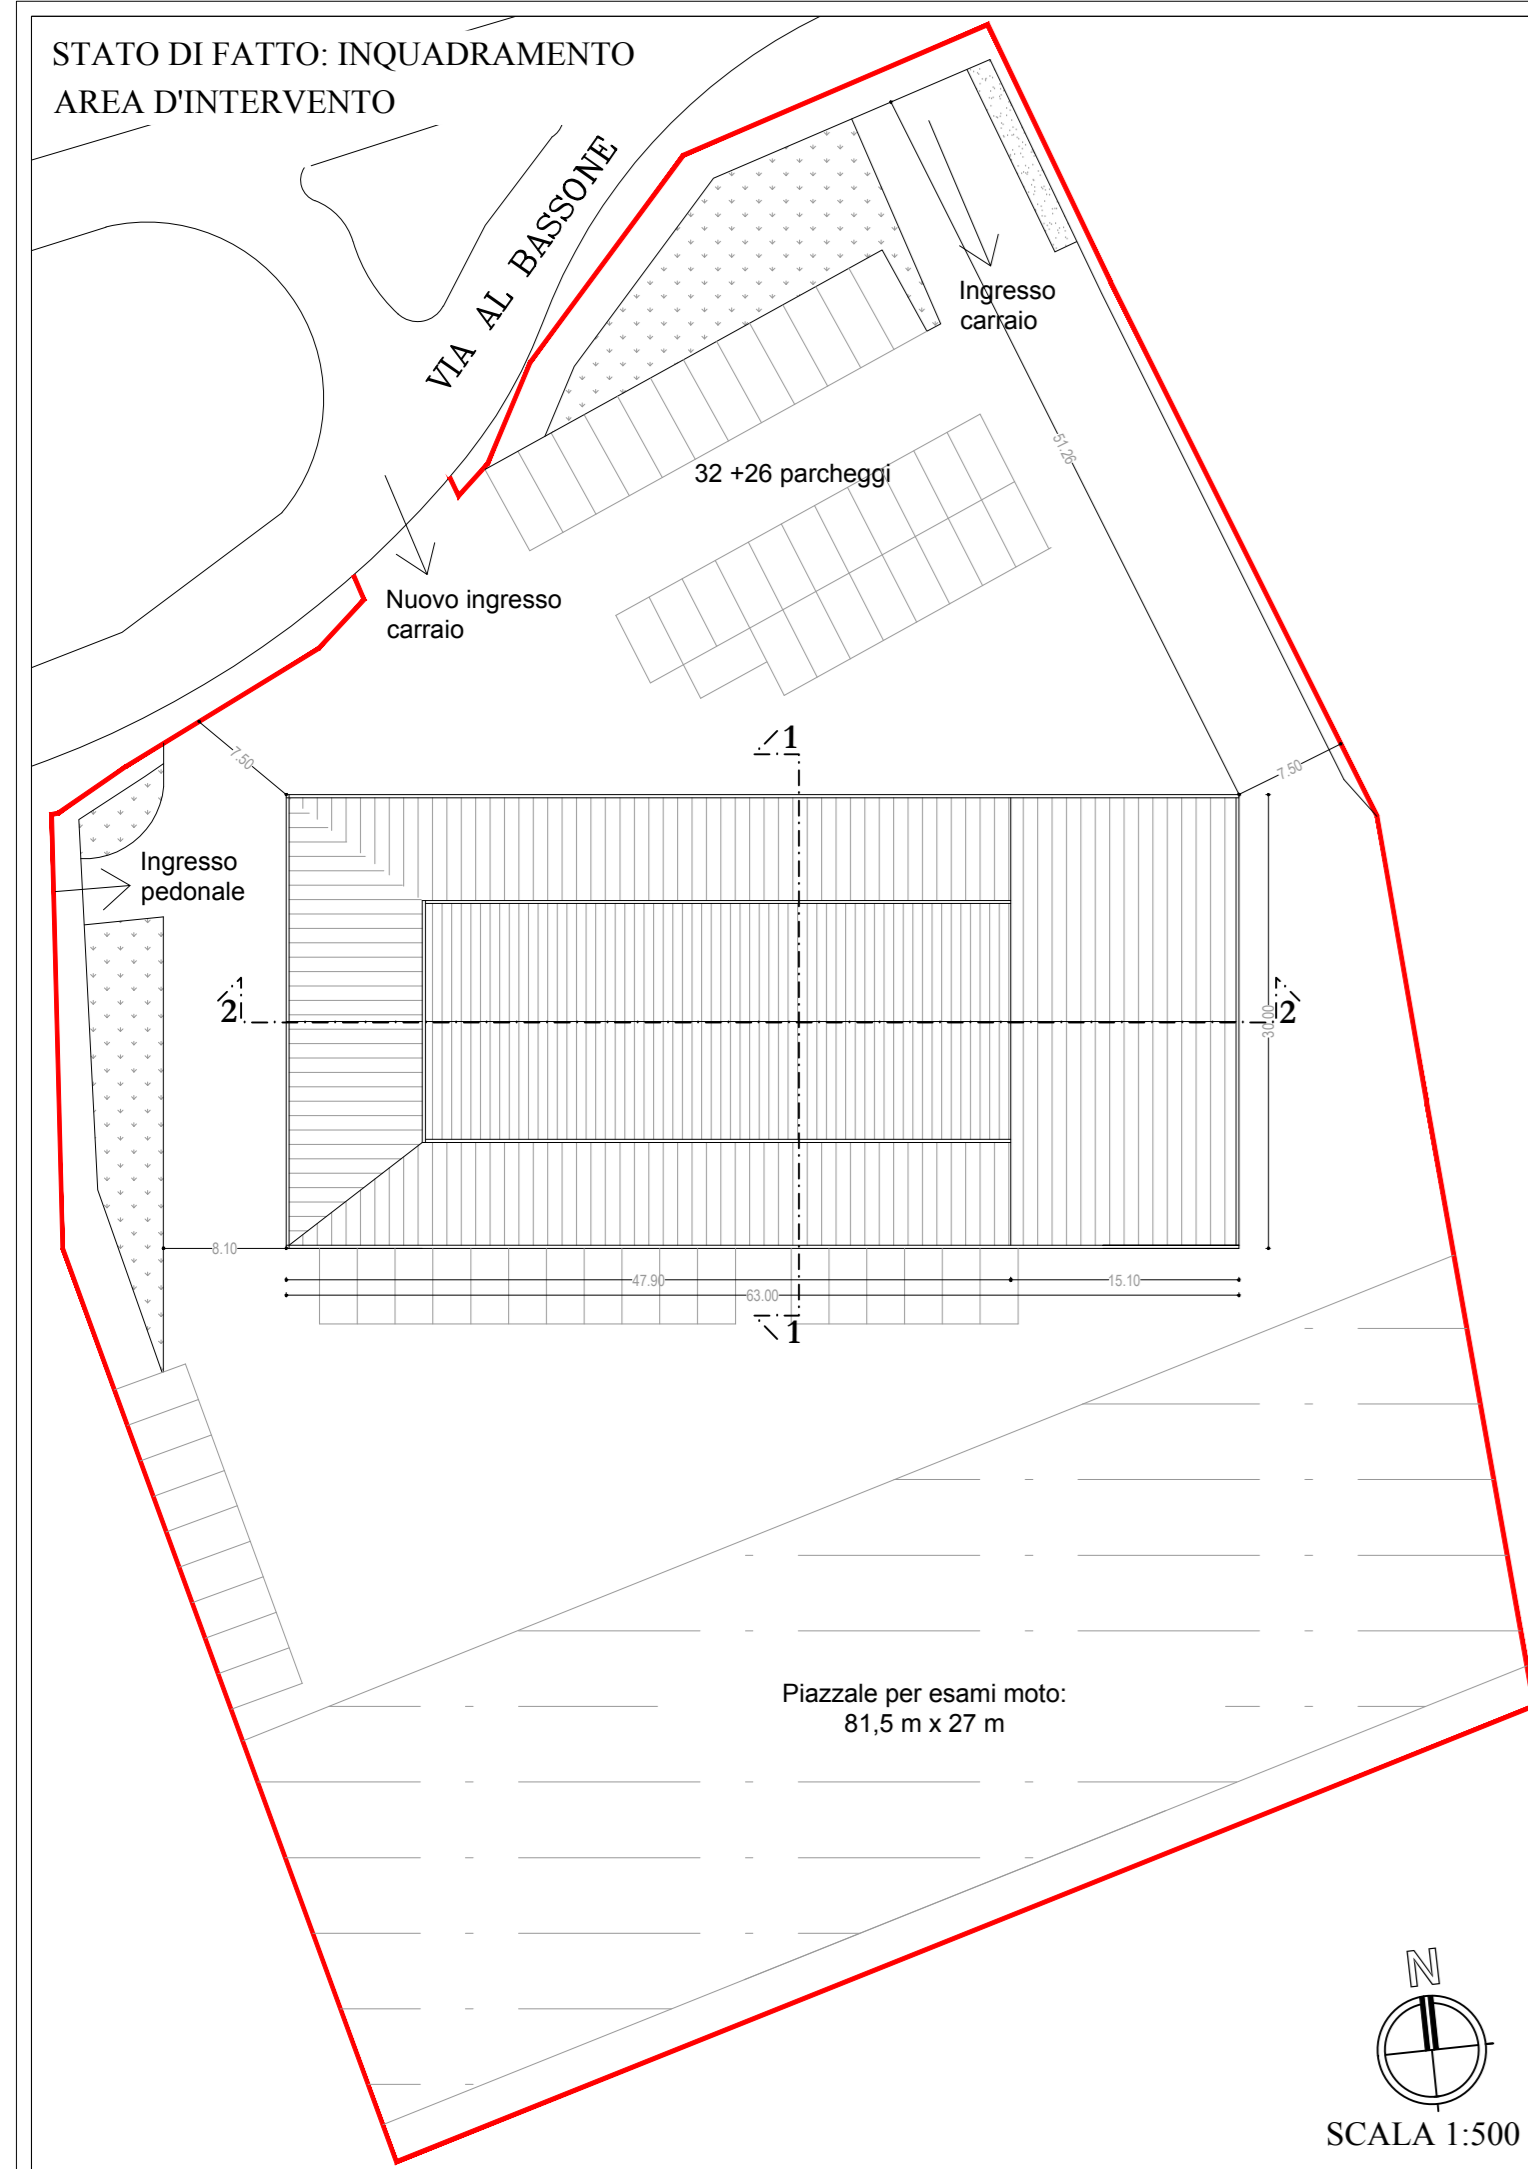 STATO DI FATTO: INQUADRAMENTO
AREA D'INTERVENTO
VIA AL BASSONE
Ingresso
carraio
32 +26 parcheggi
51.26
Nuovo ingresso
carraio
7.50
7.50
1
Ingresso
pedonale
2
2
30.00
8.10
47.90
15.10
63.00
1
Piazzale per esami moto:
81,5 m x 27 m
N
SCALA 1:500